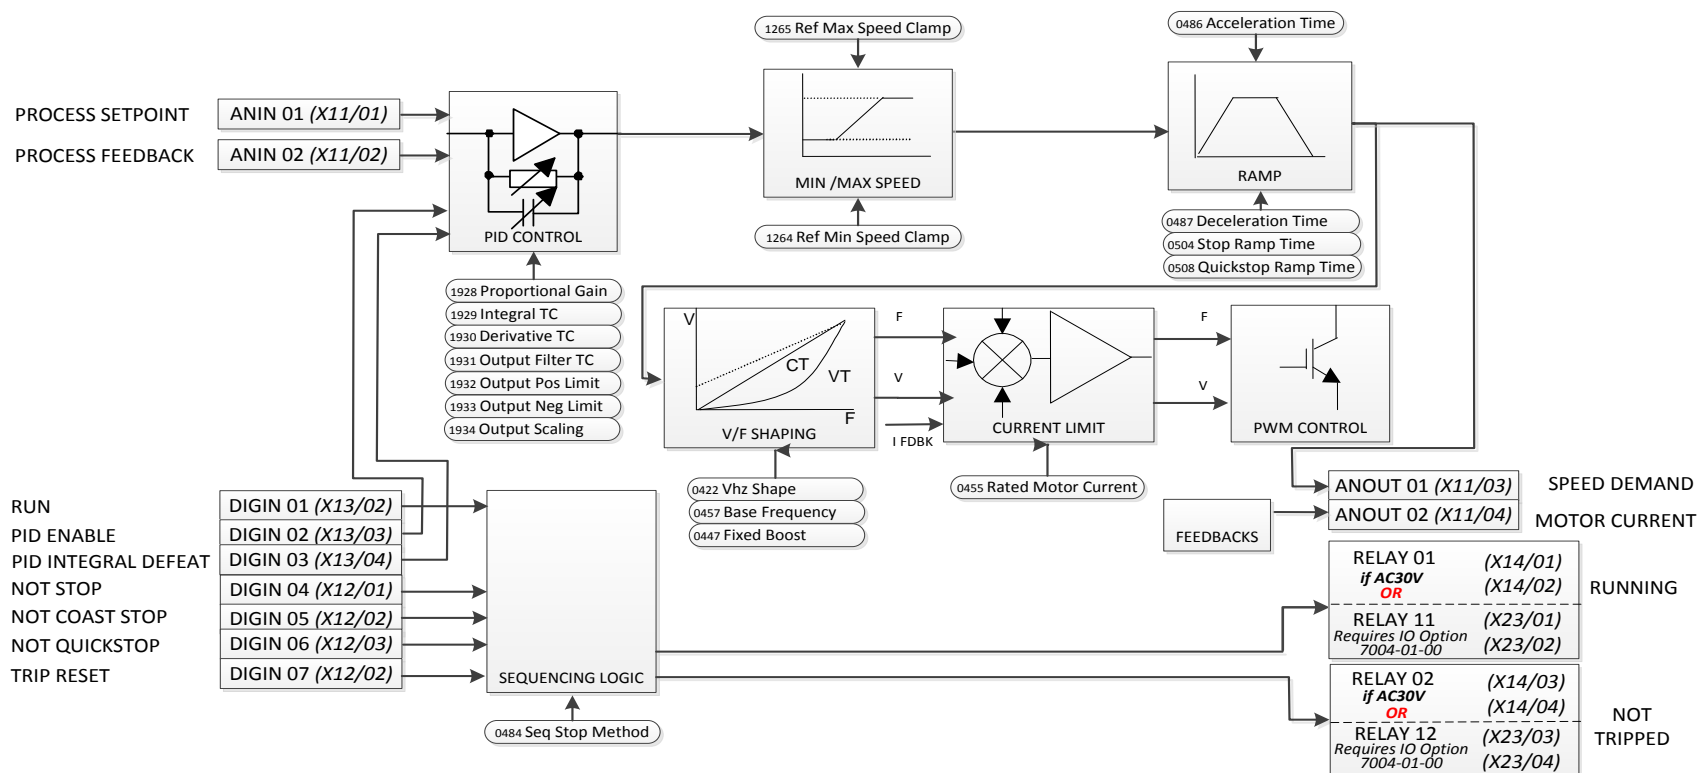 1265 Ref Max Speed Clamp
0486 Acceleration Time
PROCESS SETPOINT
ANIN 01 (X11/01)
PROCESS FEEDBACK
ANIN 02 (X11/02)
PID CONTROL
MIN /MAX SPEED
RAMP
1264 Ref Min Speed Clamp
0487 Deceleration Time
0504 Stop Ramp Time
0508 Quickstop Ramp Time
1928 Proportional Gain
1929 Integral TC
1930 Derivative TC
1931 Output Filter TC
1932 Output Pos Limit
1933 Output Neg Limit
1934 Output Scaling
V
CT
VT
F
V/F SHAPING
F
V
I FDBK
CURRENT LIMIT
F
V
PWM CONTROL
0422 Vhz Shape
0457 Base Frequency
0447 Fixed Boost
0455 Rated Motor Current
RUN
DIGIN 01 (X13/02)
PID ENABLE
DIGIN 02 (X13/03)
PID INTEGRAL DEFEAT
DIGIN 03 (X13/04)
NOT STOP
DIGIN 04 (X12/01)
NOT COAST STOP
DIGIN 05 (X12/02)
NOT QUICKSTOP
DIGIN 06 (X12/03)
TRIP RESET
DIGIN 07 (X12/02)
SEQUENCING LOGIC
0484 Seq Stop Method
FEEDBACKS
ANOUT 01 (X11/03)
SPEED DEMAND
ANOUT 02 (X11/04)
MOTOR CURRENT
RELAY 01 (X14/01)
if AC30V (X14/02)
OR
RUNNING
RELAY 11 (X23/01)
Requires IO Option
7004-01-00 (X23/02)
RELAY 02 (X14/03)
if AC30V (X14/04)
OR
NOT
TRIPPED
RELAY 12 (X23/03)
Requires IO Option
7004-01-00 (X23/04)